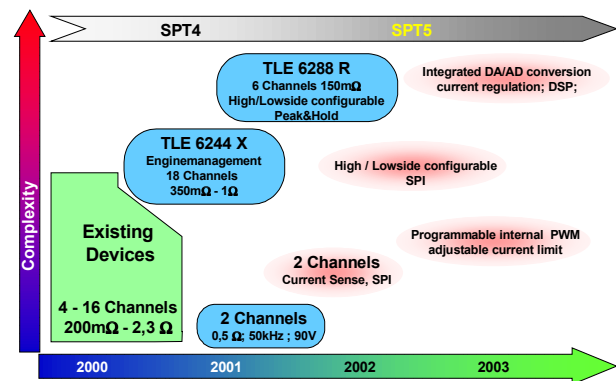 SPT4
SPT5
TLE 6288 R
6 Channels 150mΩ
High/Lowside configurable
Peak&Hold
Integrated DA/AD conversion
current regulation; DSP;
TLE 6244 X
Enginemanagement
18 Channels
350mΩ - 1Ω
High / Lowside configurable
SPI
Complexity
Existing
Devices
4 - 16 Channels
200mΩ - 2,3 Ω
Programmable internal PWM
adjustable current limit
2 Channels
Current Sense, SPI
2 Channels
0,5 Ω; 50kHz ; 90V
2000
2001
2002
2003